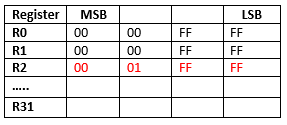 Register MSB LSB
R0 00 00 FF FF
R1 00 00 FF FF
R2 00 01 FF FF
.....
R31